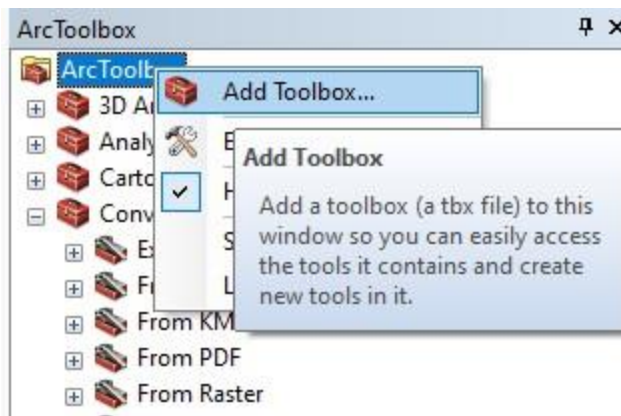 ArcToolbox
ArcToolb
Add Toolbox...
3D A
Analy
E
Add Toolbox
Carto
H
Add a toolbox (a tbx file) to this
Conv
window so you can easily access
E
S
the tools it contains and create
F
L
new tools in it.
From KM
From PDF
From Raster